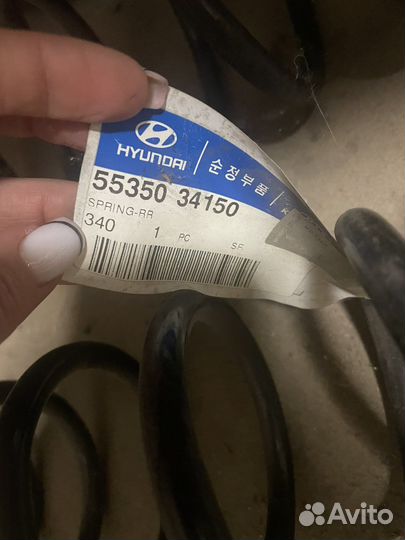 HYUNDAI
순정부품
55350 34150
SPRING-RR
340 1 PC
Avito